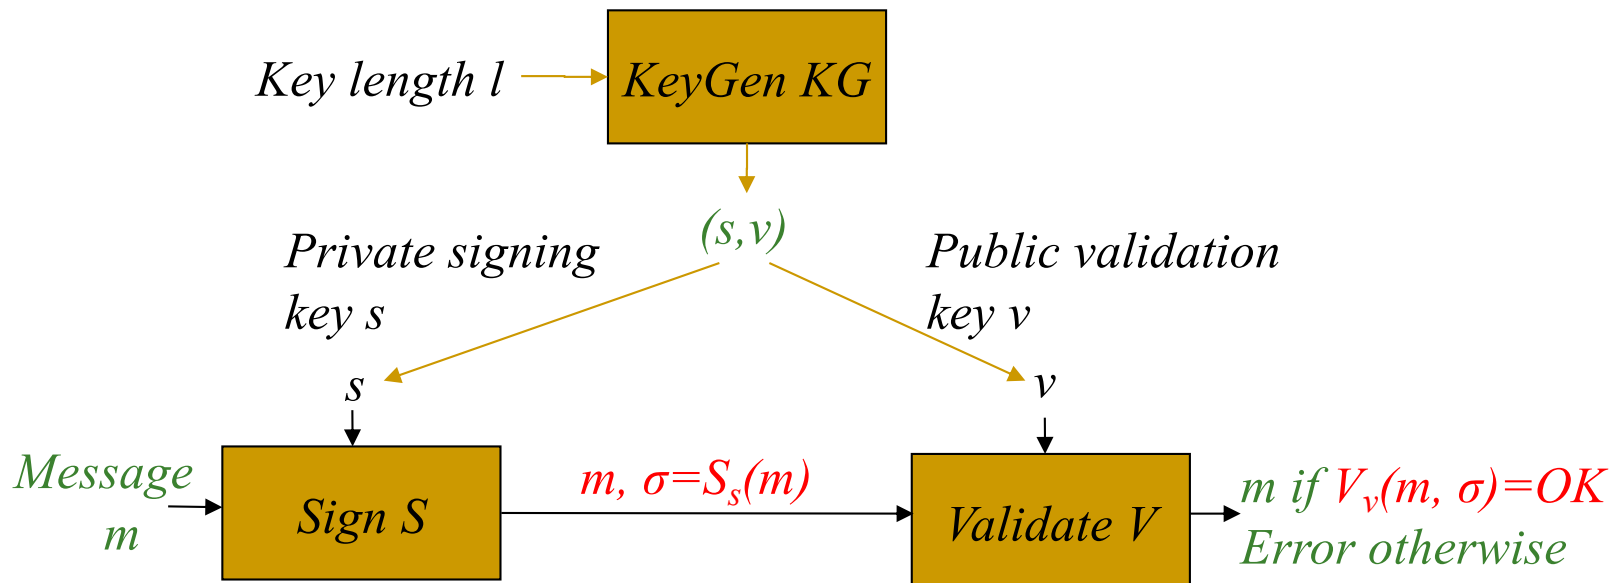 Key length l
KeyGen KG
(s,v)
Private signing
key s
Public validation
key v
s
v
Message
m
Sign S
m, σ=Sₛ(m)
Validate V
m if Vᵥ(m, σ)=OK
Error otherwise